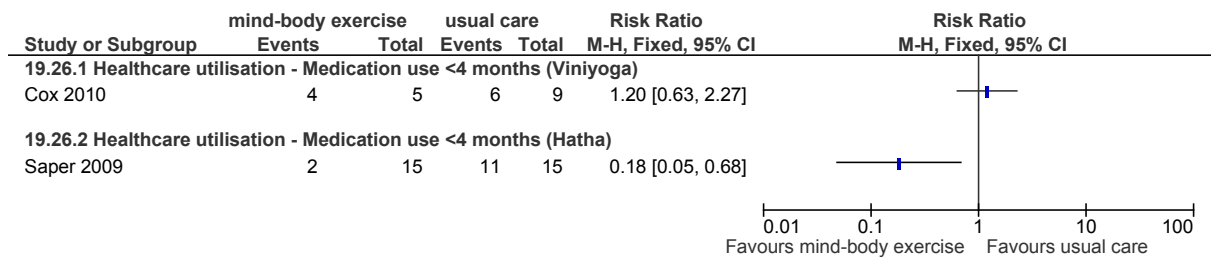 mind-body exercise usual care Risk Ratio Risk Ratio
Study or Subgroup Events Total Events Total M-H, Fixed, 95% CI M-H, Fixed, 95% CI
19.26.1 Healthcare utilisation - Medication use <4 months (Viniyoga)
Cox 2010 4 5 6 9 1.20 [0.63, 2.27]
19.26.2 Healthcare utilisation - Medication use <4 months (Hatha)
Saper 2009 2 15 11 15 0.18 [0.05, 0.68]
0.01 0.1 1 10 100
Favours mind-body exercise Favours usual care